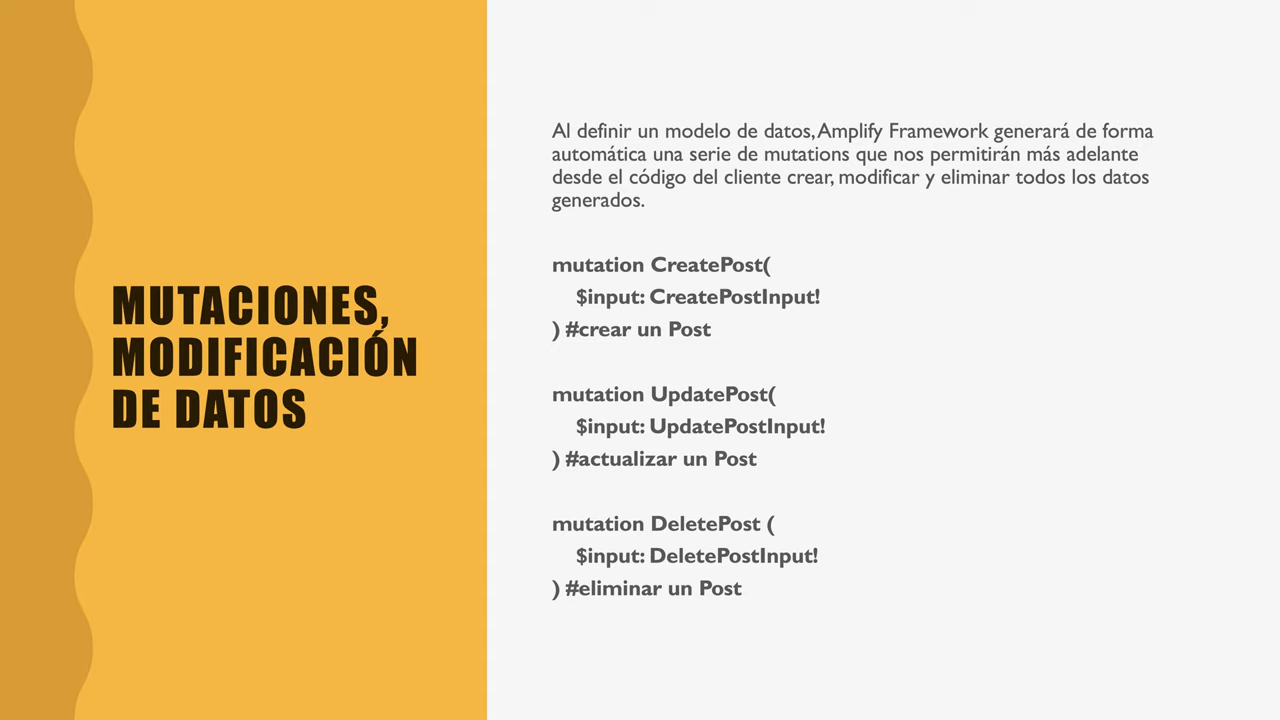 MUTACIONES,
MODIFICACIÓN
DE DATOS
Al definir un modelo de datos, Amplify Framework generará de forma
automática una serie de mutations que nos permitirán más adelante
desde el código del cliente crear, modificar y eliminar todos los datos
generados.
mutation CreatePost(
$input: CreatePostInput!
) #crear un Post
mutation UpdatePost(
$input: UpdatePostInput!
) #actualizar un Post
mutation DeletePost (
$input: DeletePostInput!
) #eliminar un Post